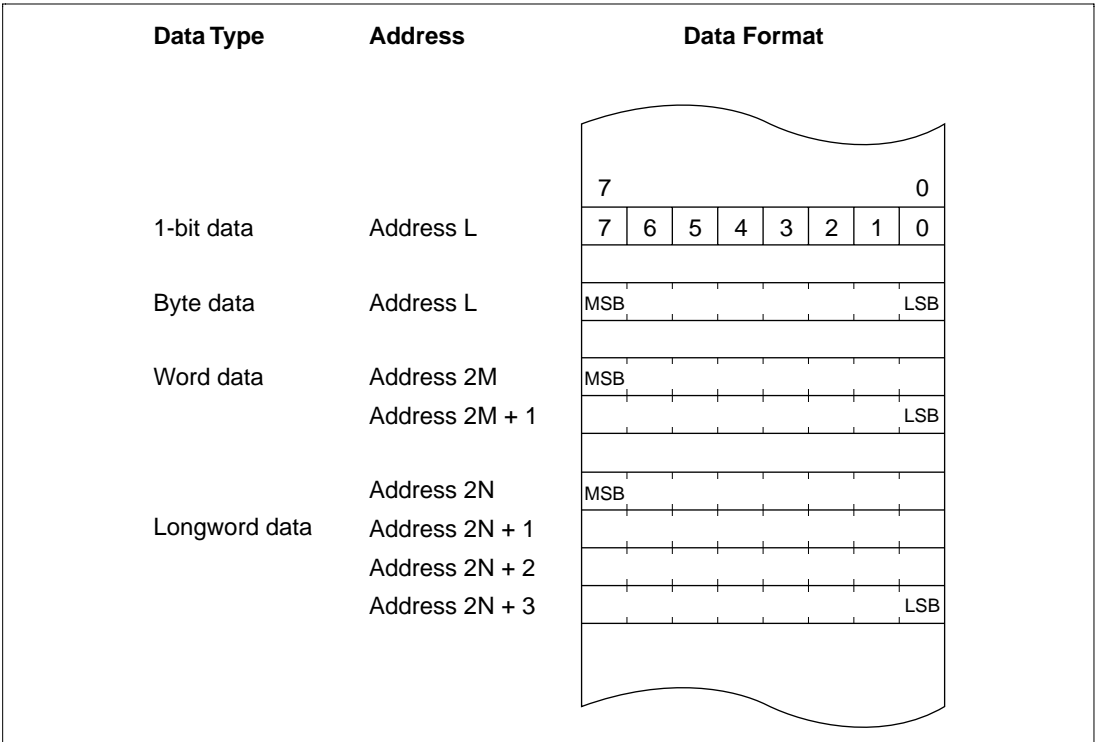 Data Type Address Data Format
7 0
1-bit data Address L 7 6 5 4 3 2 1 0
Byte data Address L MSB LSB
Word data Address 2M MSB
Address 2M + 1 LSB
Address 2N MSB
Longword data Address 2N + 1
Address 2N + 2
Address 2N + 3 LSB